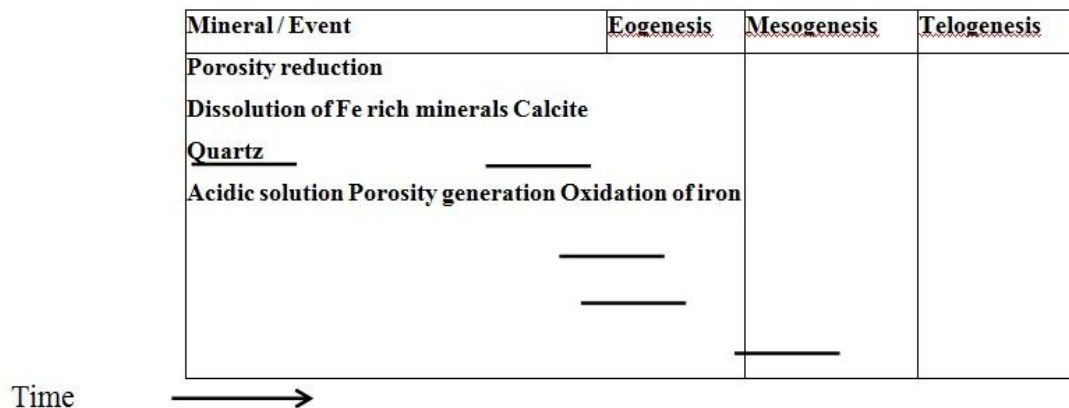 Mineral / Event Eogenesis Mesogenesis Telogenesis
Porosity reduction
Dissolution of Fe rich minerals Calcite
Quartz
Acidic solution Porosity generation Oxidation of iron
Time